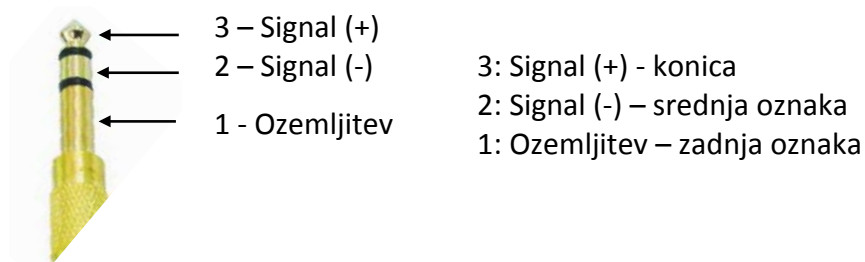 3 – Signal (+)
2 – Signal (-)
1 - Ozemljitev
3: Signal (+) - konica
2: Signal (-) – srednja oznaka
1: Ozemljitev – zadnja oznaka